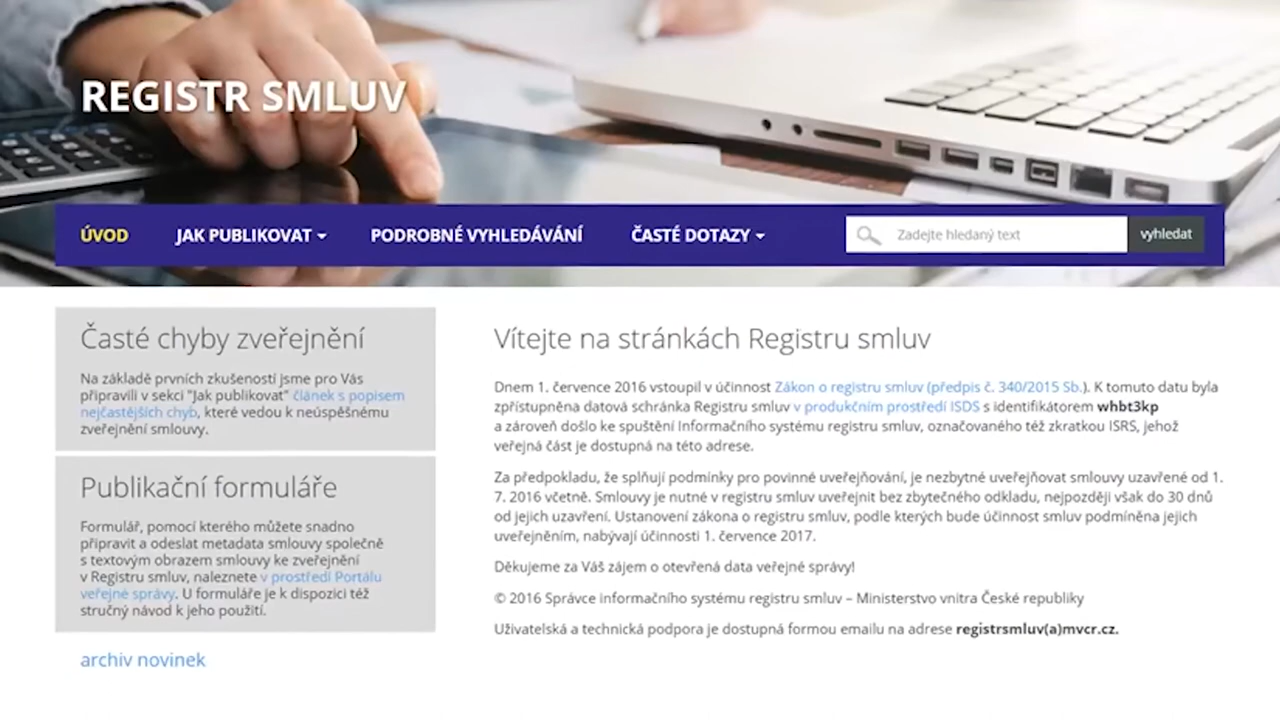 REGISTR SMLUV
ÚVOD JAK PUBLIKOVAT PODROBNÉ VYHLEDÁVÁNÍ ČASTÉ DOTAZY Zadejte hledaný text vyhledat
Časté chyby zveřejnění
Na základě prvních zkušeností jsme pro Vás
připravili v sekci "Jak publikovat" článek s popisem
nejčastějších chyb, které vedou k neúspěšnému
zveřejnění smlouvy.
Publikační formuláře
Formulář, pomocí kterého můžete snadno
připravit a odeslat metadata smlouvy společně
s textovým obrazem smlouvy ke zveřejnění
v Registru smluv, naleznete v prostředí Portálu
veřejné správy. U formuláře je k dispozici též
stručný návod k jeho použití.
archiv novinek
Vítejte na stránkách Registru smluv
Dnem 1. července 2016 vstoupil v účinnost Zákon o registru smluv (předpis č. 340/2015 Sb.). K tomuto datu byla
zpřístupněna datová schránka Registru smluv v produkčním prostředí ISDS s identifikátorem whbt3kp
a zároveň došlo ke spuštění Informačního systému registru smluv, označovaného též zkratkou ISRS, jehož
veřejná část je dostupná na této adrese.
Za předpokladu, že splňují podmínky pro povinné uveřejňování, je nezbytné uveřejňovat smlouvy uzavřené od 1.
7. 2016 včetně. Smlouvy je nutné v registru smluv uveřejnit bez zbytečného odkladu, nejpozději však do 30 dnů
od jejich uzavření. Ustanovení zákona o registru smluv, podle kterých bude účinnost smluv podmíněna jejich
uveřejněním, nabývají účinnosti 1. července 2017.
Děkujeme za Váš zájem o otevřená data veřejné správy!
© 2016 Správce informačního systému registru smluv – Ministerstvo vnitra České republiky
Uživatelská a technická podpora je dostupná formou emailu na adrese registrsmluv(a)mvcr.cz.